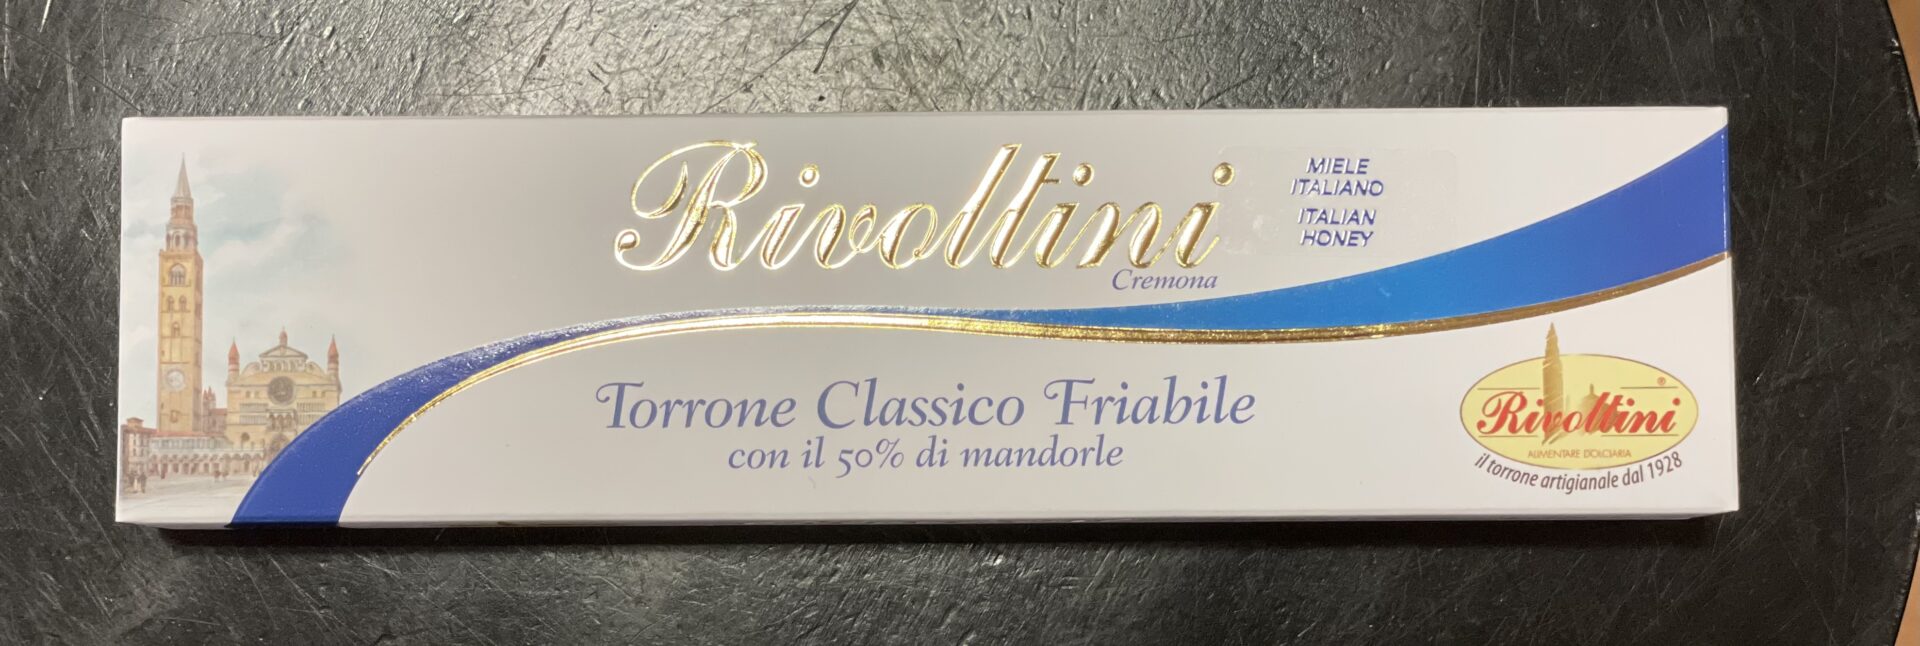 Rivoltini
Cremona
MIELE
ITALIANO
ITALIAN
HONEY
Torrone Classico Friabile
con il 50% di mandorle
Rivoltini®
ALIMENTARE DOLCIARIA
il torrone artigianale dal 1928